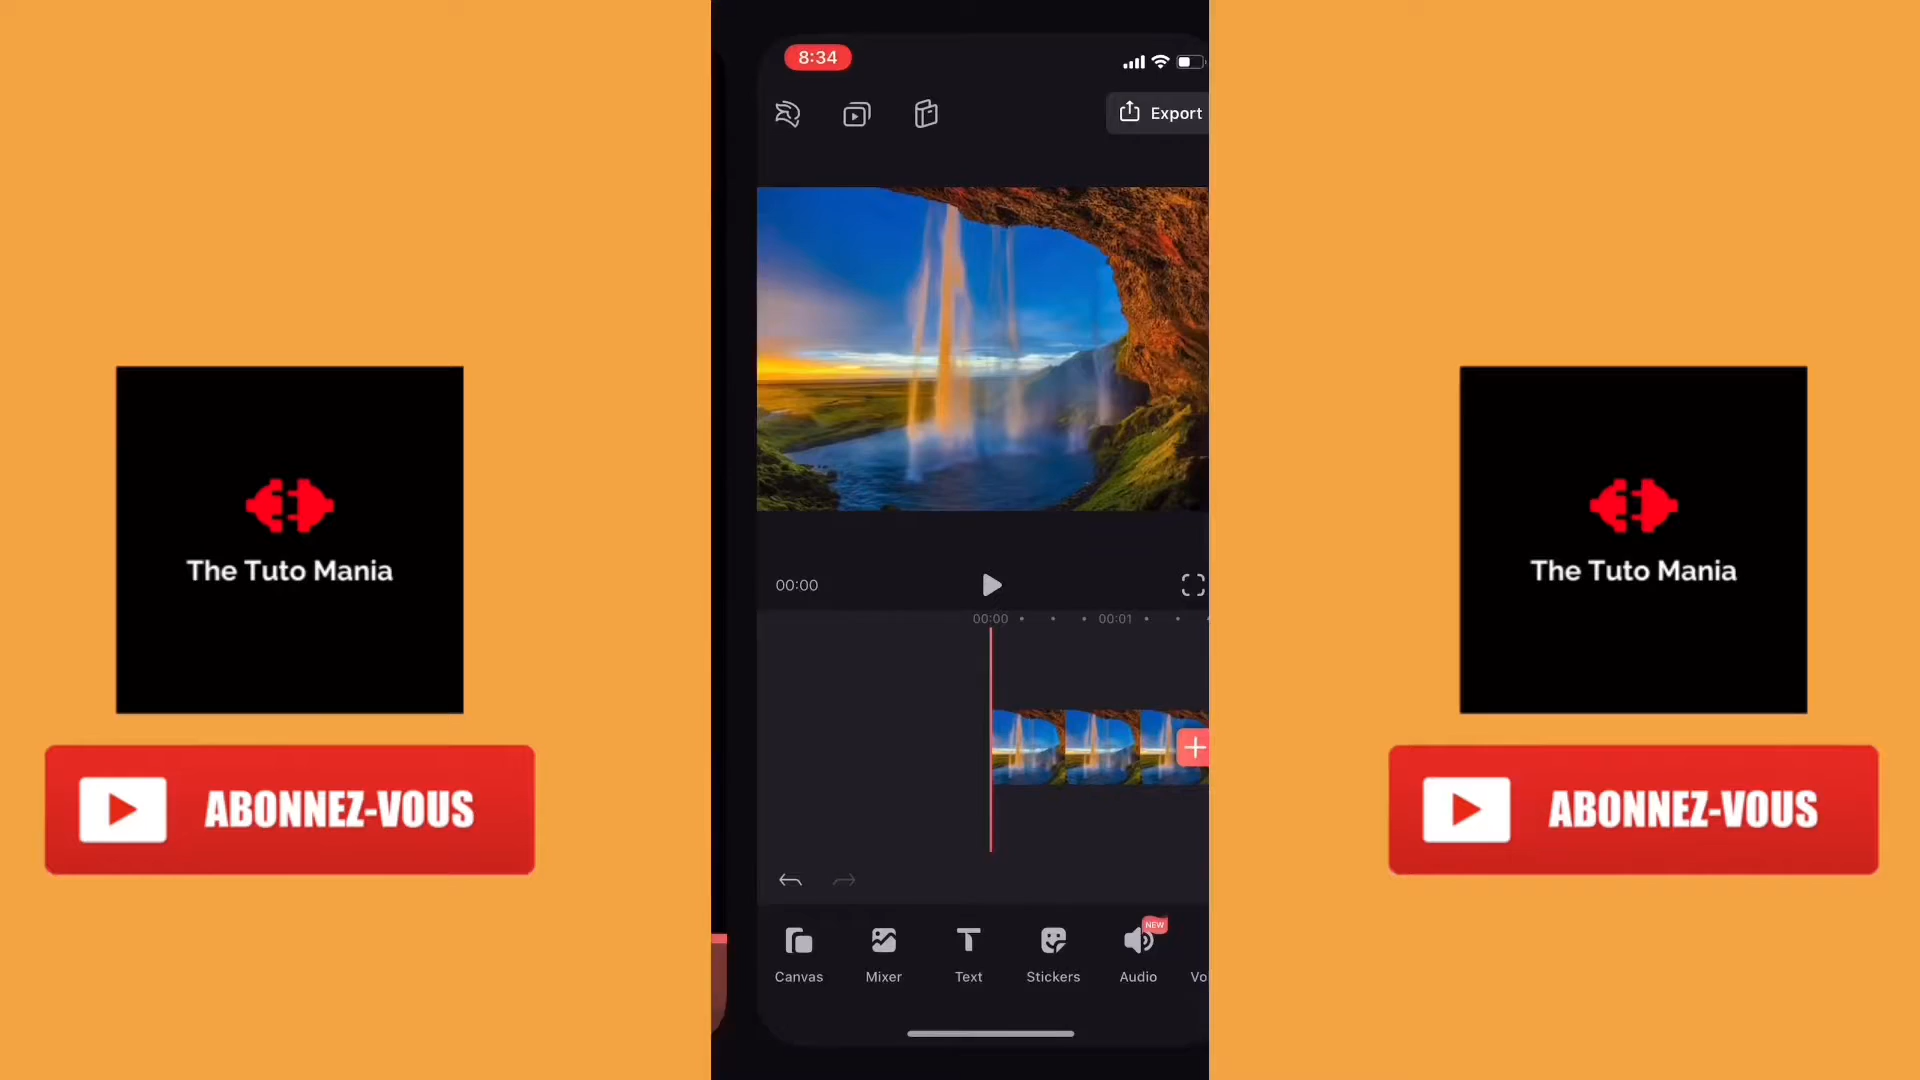 8:34
Export
00:00
00:00
00:01
The Tuto Mania
ABONNEZ-VOUS
The Tuto Mania
ABONNEZ-VOUS
NEW
Canvas
Mixer
Text
Stickers
Audio
Vo